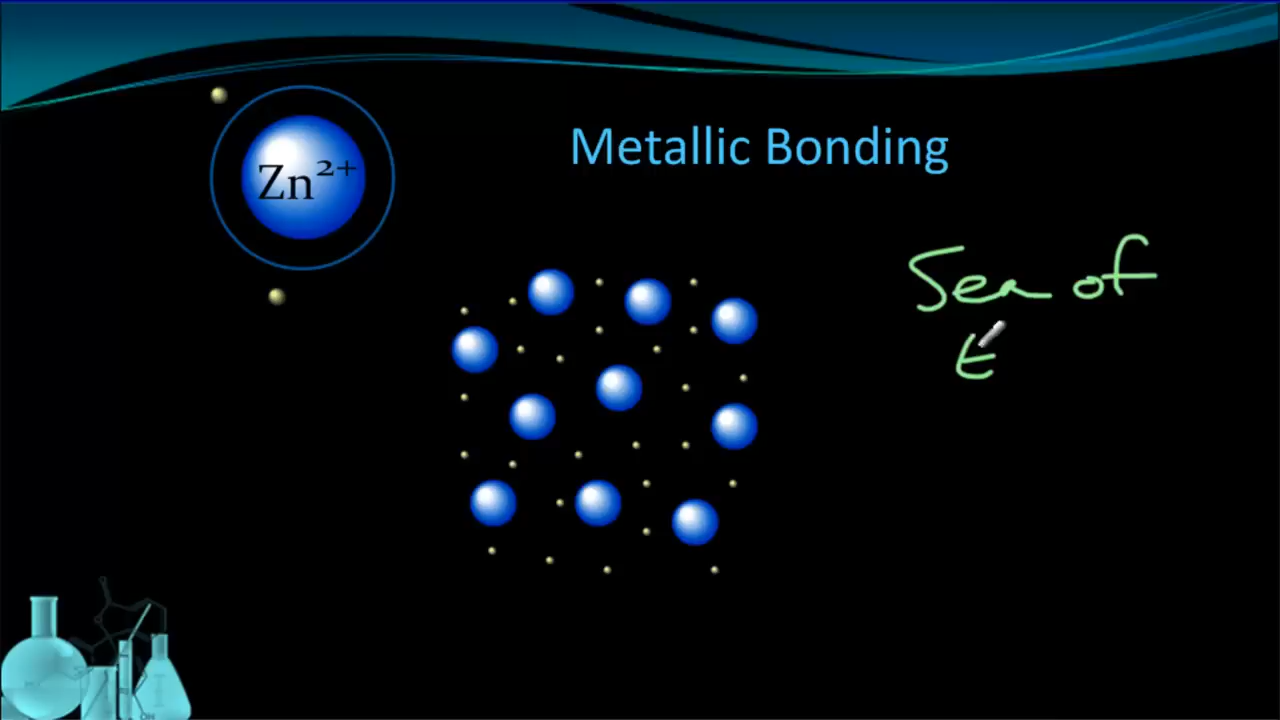 Zn²⁺
Metallic Bonding
Sea of
E